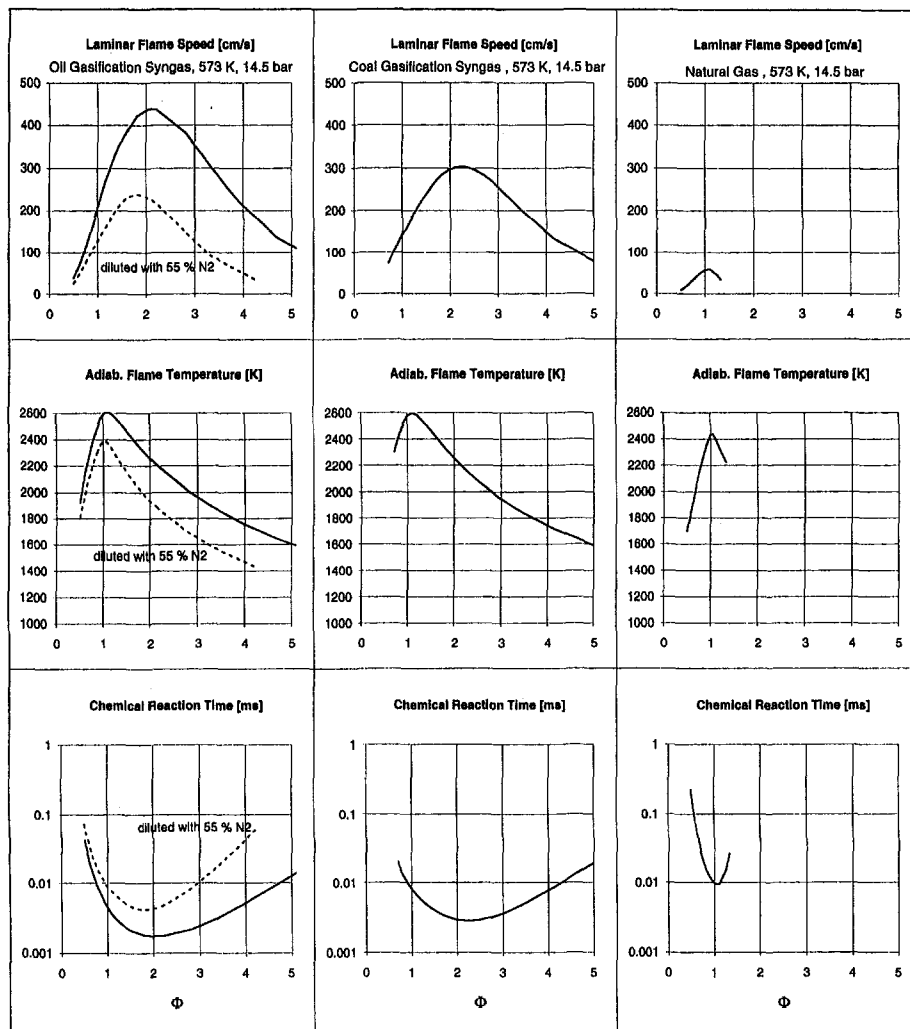 Laminar Flame Speed [cm/s]
Oil Gasification Syngas, 573 K, 14.5 bar
500
400
300
200
100
0
diluted with 55 % N2
0 1 2 3 4 5
Laminar Flame Speed [cm/s]
Coal Gasification Syngas , 573 K, 14.5 bar
500
400
300
200
100
0
0 1 2 3 4 5
Laminar Flame Speed [cm/s]
Natural Gas , 573 K, 14.5 bar
500
400
300
200
100
0
0 1 2 3 4 5
Adiab. Flame Temperature [K]
2600
2400
2200
2000
1800
1600
1400
1200
1000
diluted with 55 % N2
0 1 2 3 4 5
Adiab. Flame Temperature [K]
2600
2400
2200
2000
1800
1600
1400
1200
1000
0 1 2 3 4 5
Adiab. Flame Temperature [K]
2600
2400
2200
2000
1800
1600
1400
1200
1000
0 1 2 3 4 5
Chemical Reaction Time [ms]
1
0.1
0.01
0.001
diluted with 55 % N2
0 1 2 3 4 5
Φ
Chemical Reaction Time [ms]
1
0.1
0.01
0.001
0 1 2 3 4 5
Φ
Chemical Reaction Time [ms]
1
0.1
0.01
0.001
0 1 2 3 4 5
Φ